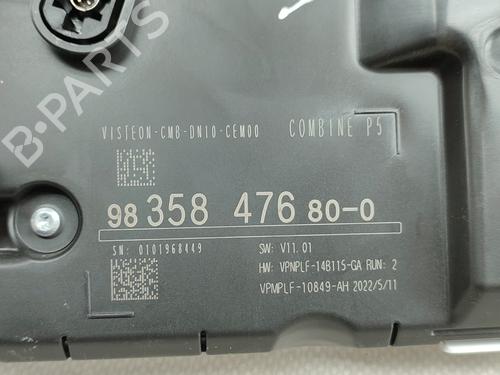 B-PARTS
VISTEON-CMB-DN10-CEM00 COMBINE P5
98 358 476 80-0
SN: 0101968449
SW: V11.01
HW: VPNPLF-14B115-GA RUN: 2
VPMPLF-10849-AH 2022/5/11